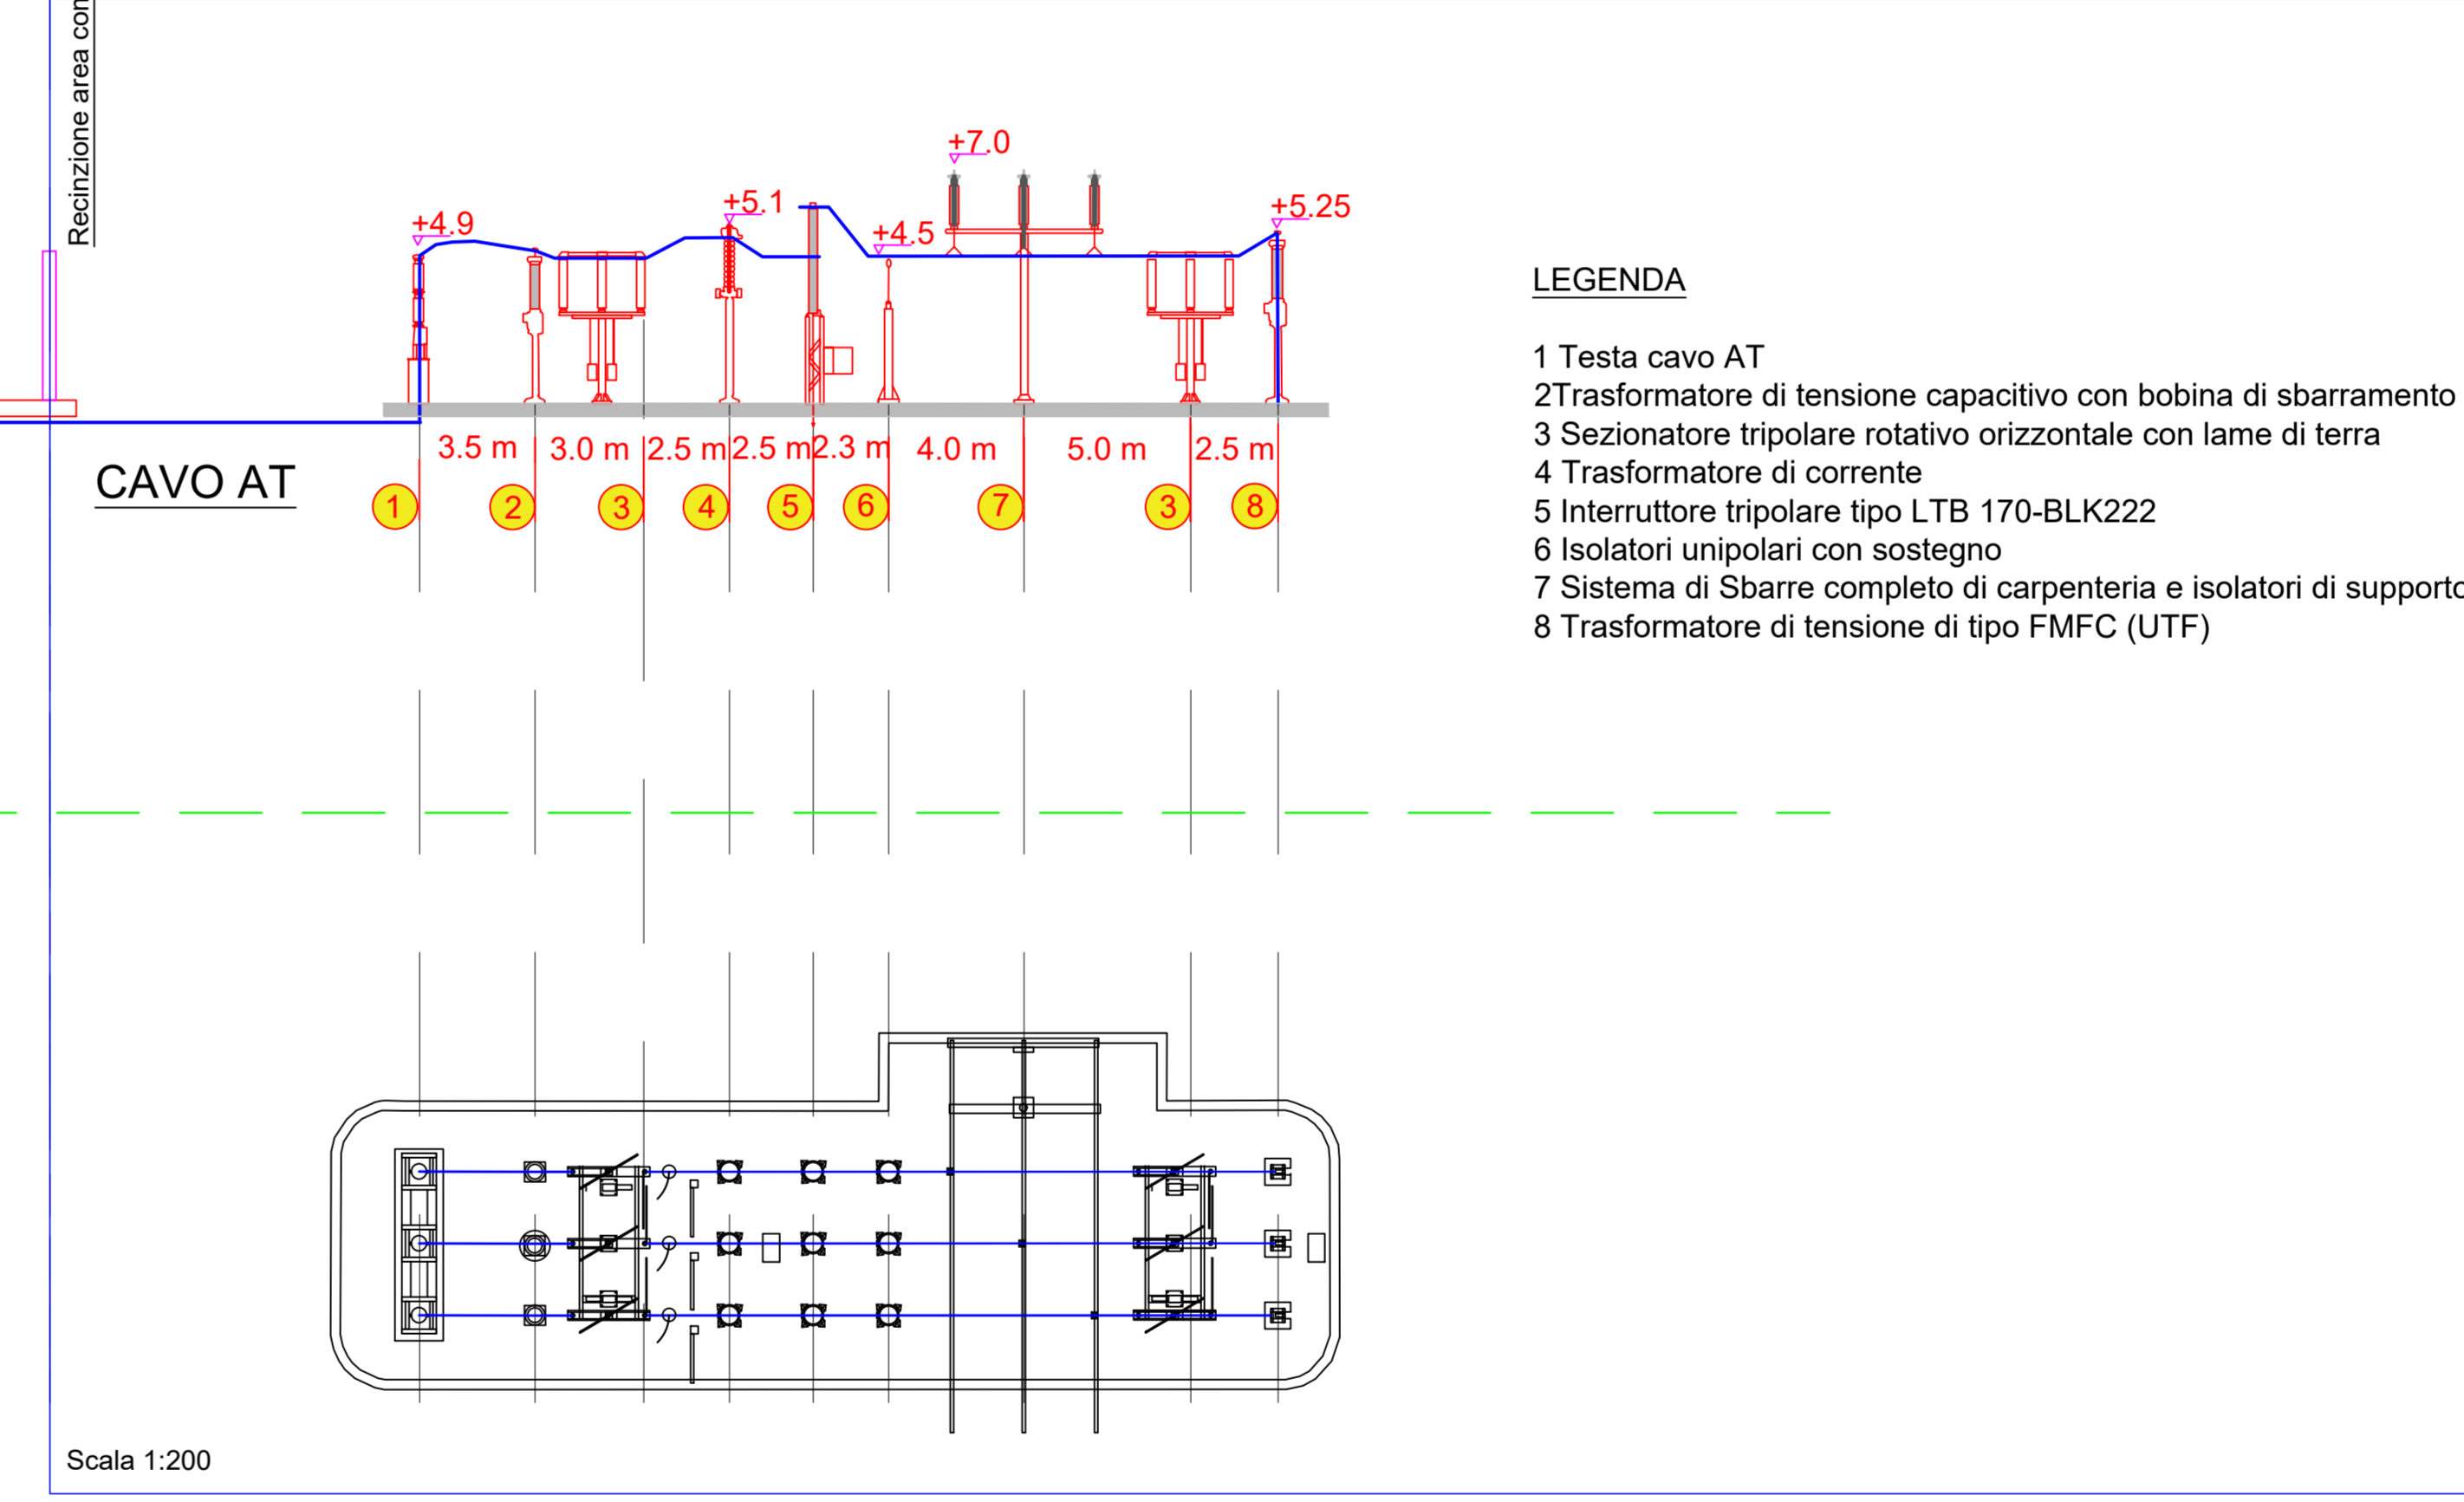 Recinzione area con
+7.0
+5.1
+5.25
+4.9
+4.5
LEGENDA
1 Testa cavo AT
2Trasformatore di tensione capacitivo con bobina di sbarramento
3 Sezionatore tripolare rotativo orizzontale con lame di terra
4 Trasformatore di corrente
5 Interruttore tripolare tipo LTB 170-BLK222
6 Isolatori unipolari con sostegno
7 Sistema di Sbarre completo di carpenteria e isolatori di supporto
8 Trasformatore di tensione di tipo FMFC (UTF)
3.5 m 3.0 m 2.5 m 2.5 m 2.3 m 4.0 m 5.0 m 2.5 m
CAVO AT
1 2 3 4 5 6 7 3 8
Scala 1:200